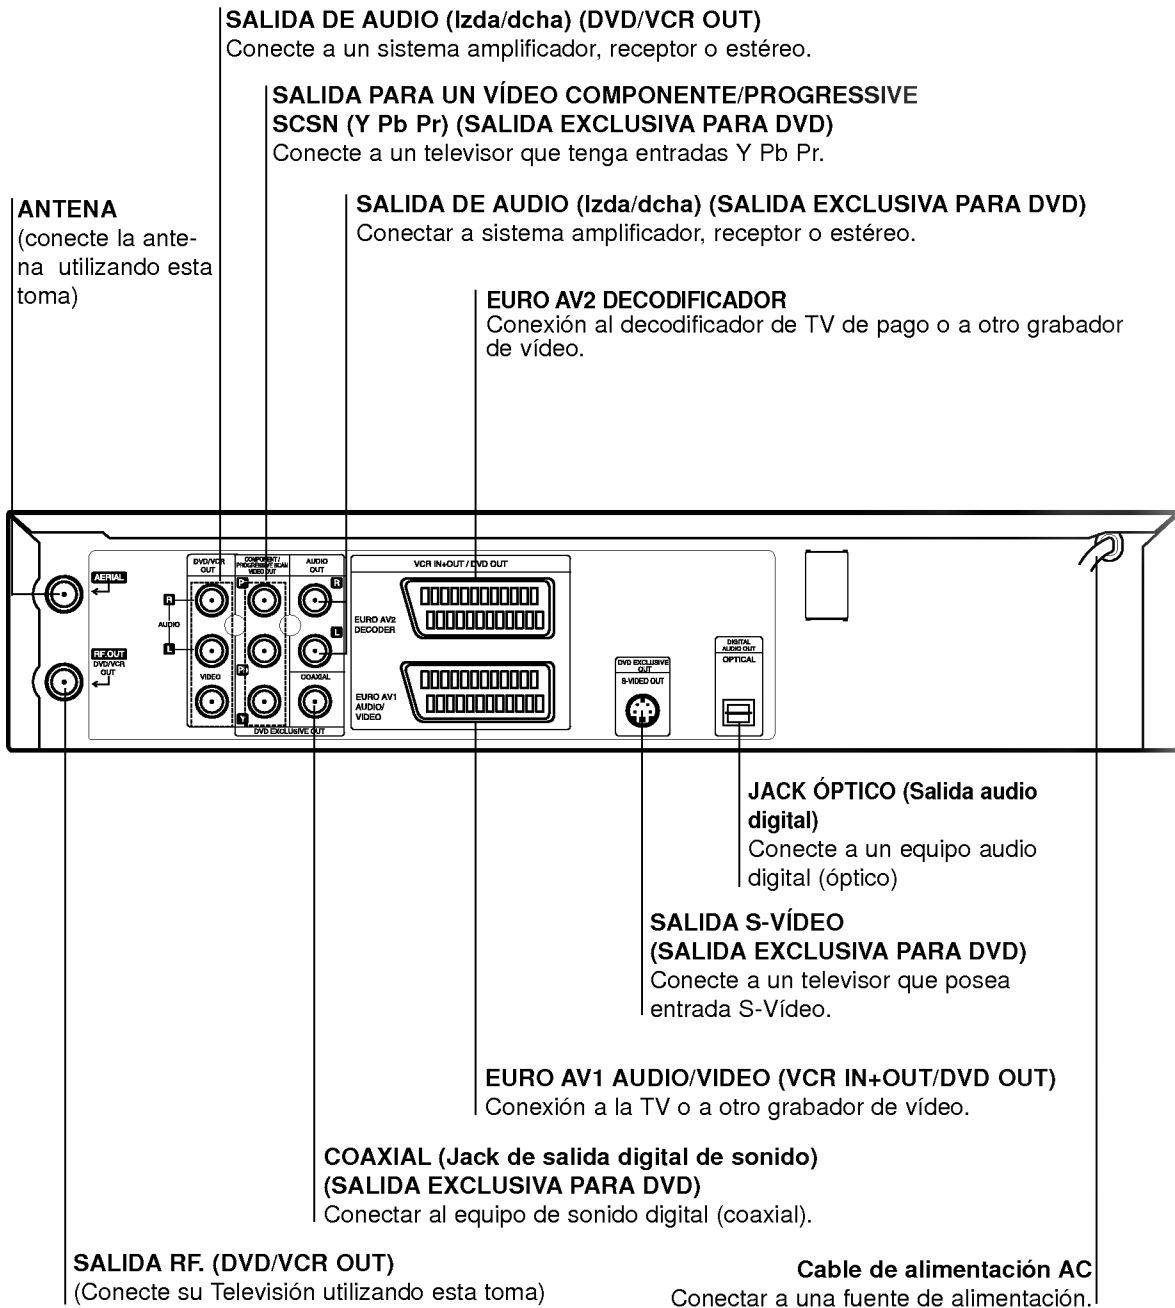 SALIDA DE AUDIO (Izda/dcha) (DVD/VCR OUT)
Conecte a un sistema amplificador, receptor o estéreo.
SALIDA PARA UN VÍDEO COMPONENTE/PROGRESSIVE
SCSN (Y Pb Pr) (SALIDA EXCLUSIVA PARA DVD)
Conecte a un televisor que tenga entradas Y Pb Pr.
ANTENA
(conecte la ante-
na utilizando esta
toma)
SALIDA DE AUDIO (Izda/dcha) (SALIDA EXCLUSIVA PARA DVD)
Conectar a sistema amplificador, receptor o estéreo.
EURO AV2 DECODIFICADOR
Conexión al decodificador de TV de pago o a otro grabador
de vídeo.
AERIAL
RF.OUT
DVD/VCR
OUT
DVD/VCR
OUT
R
AUDIO
L
VIDEO
COMPONENT /
PROGRESSIVE SCAN
VIDEO OUT
Pr
Pb
Y
AUDIO
OUT
R
L
COAXIAL
DVD EXCLUSIVE OUT
VCR IN+OUT / DVD OUT
EURO AV2
DECODER
EURO AV1
AUDIO/
VIDEO
DVD EXCLUSIVE
OUT
S-VIDEO OUT
DIGITAL
AUDIO OUT
OPTICAL
JACK ÓPTICO (Salida audio
digital)
Conecte a un equipo audio
digital (óptico)
SALIDA S-VÍDEO
(SALIDA EXCLUSIVA PARA DVD)
Conecte a un televisor que posea
entrada S-Vídeo.
EURO AV1 AUDIO/VIDEO (VCR IN+OUT/DVD OUT)
Conexión a la TV o a otro grabador de vídeo.
COAXIAL (Jack de salida digital de sonido)
(SALIDA EXCLUSIVA PARA DVD)
Conectar al equipo de sonido digital (coaxial).
SALIDA RF. (DVD/VCR OUT)
(Conecte su Televisión utilizando esta toma)
Cable de alimentación AC
Conectar a una fuente de alimentación.